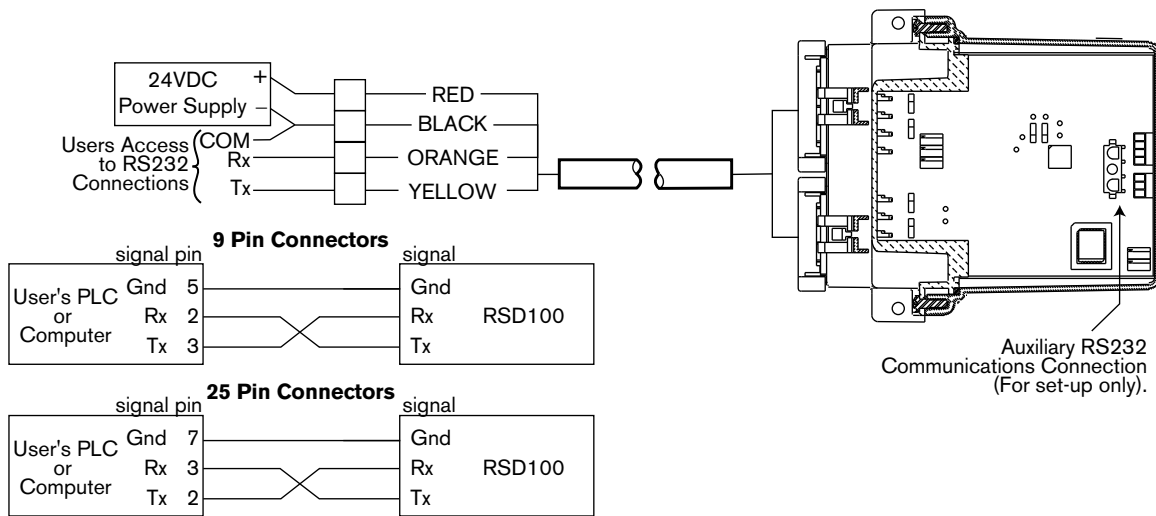 24VDC +
Power Supply –
RED
BLACK
ORANGE
YELLOW
Users Access
to RS232
Connections
COM
Rx
Tx
9 Pin Connectors
signal pin
signal
User's PLC
or
Computer
Gnd 5
Rx 2
Tx 3
Gnd
Rx
Tx
RSD100
25 Pin Connectors
signal pin
signal
User's PLC
or
Computer
Gnd 7
Rx 3
Tx 2
Gnd
Rx
Tx
RSD100
Auxiliary RS232
Communications Connection
(For set-up only).